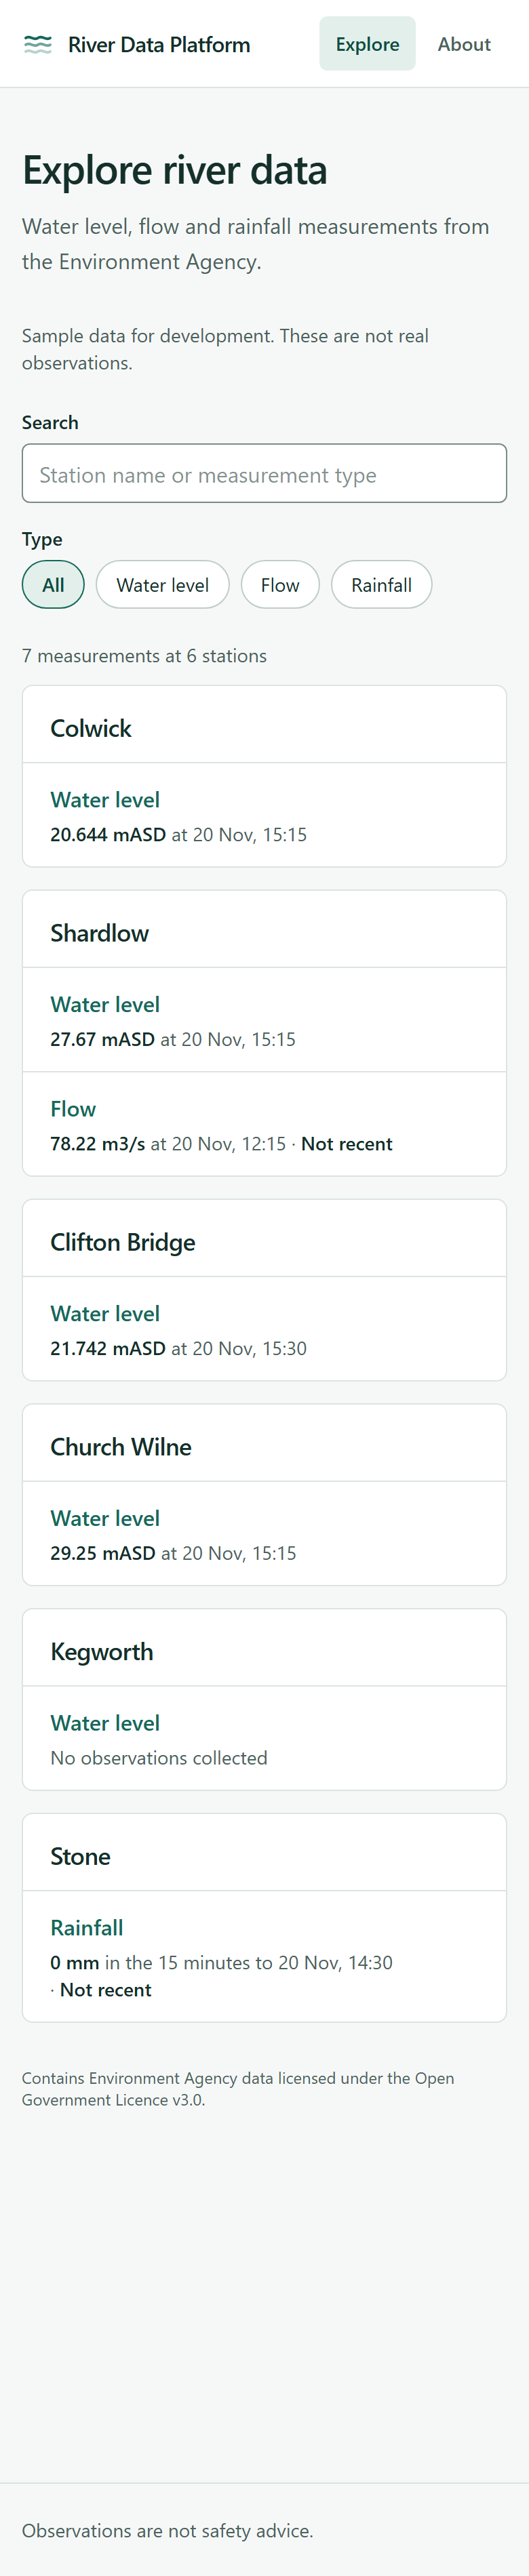 River Data Platform
Explore
About
Explore river data
Water level, flow and rainfall measurements from
the Environment Agency.
Sample data for development. These are not real
observations.
Search
Station name or measurement type
Type
All
Water level
Flow
Rainfall
7 measurements at 6 stations
Colwick
Water level
20.644 mASD at 20 Nov, 15:15
Shardlow
Water level
27.67 mASD at 20 Nov, 15:15
Flow
78.22 m3/s at 20 Nov, 12:15 · Not recent
Clifton Bridge
Water level
21.742 mASD at 20 Nov, 15:30
Church Wilne
Water level
29.25 mASD at 20 Nov, 15:15
Kegworth
Water level
No observations collected
Stone
Rainfall
0 mm in the 15 minutes to 20 Nov, 14:30
· Not recent
Contains Environment Agency data licensed under the Open
Government Licence v3.0.
Observations are not safety advice.